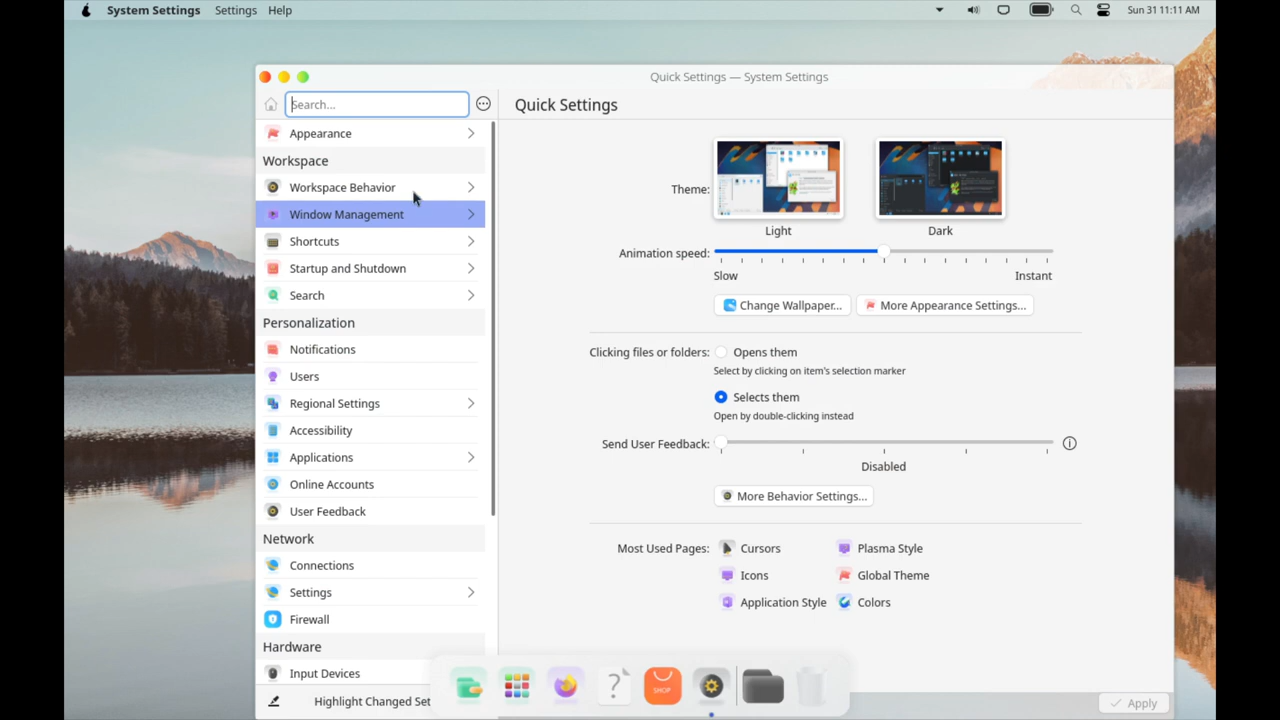 System Settings Settings Help Sun 31 11:11 AM
Quick Settings — System Settings
Search...
Appearance
Workspace
Workspace Behavior
Window Management
Shortcuts
Startup and Shutdown
Search
Personalization
Notifications
Users
Regional Settings
Accessibility
Applications
Online Accounts
User Feedback
Network
Connections
Settings
Firewall
Hardware
Input Devices
Highlight Changed Set
Quick Settings
Theme:
Light Dark
Animation speed:
Slow Instant
Change Wallpaper... More Appearance Settings...
Clicking files or folders: Opens them
Select by clicking on item's selection marker
Selects them
Open by double-clicking instead
Send User Feedback:
Disabled
More Behavior Settings...
Most Used Pages: Cursors Plasma Style
Icons Global Theme
Application Style Colors
?
SHOP
Apply